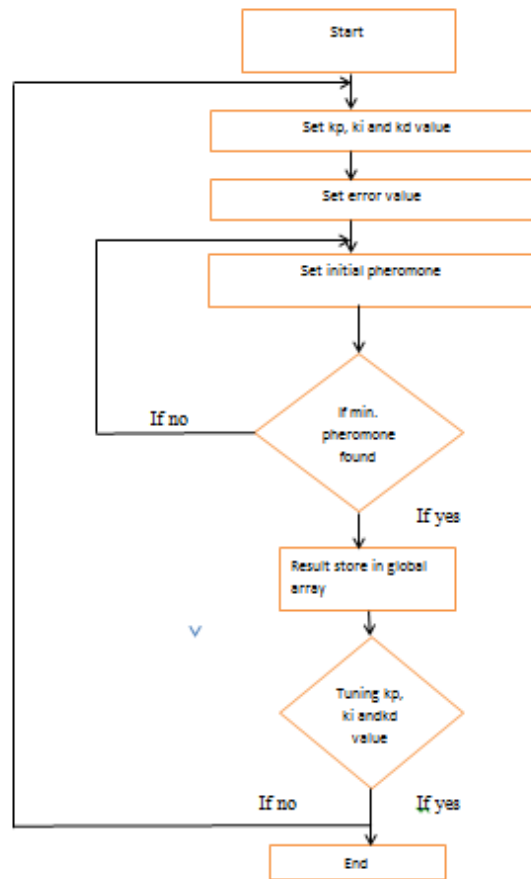 Start
Set kp, ki and kd value
Set error value
Set initial pheromone
If min.
pheromone
found
If no
If yes
Result store in global
array
Tuning kp,
ki andkd
value
If no
If yes
End